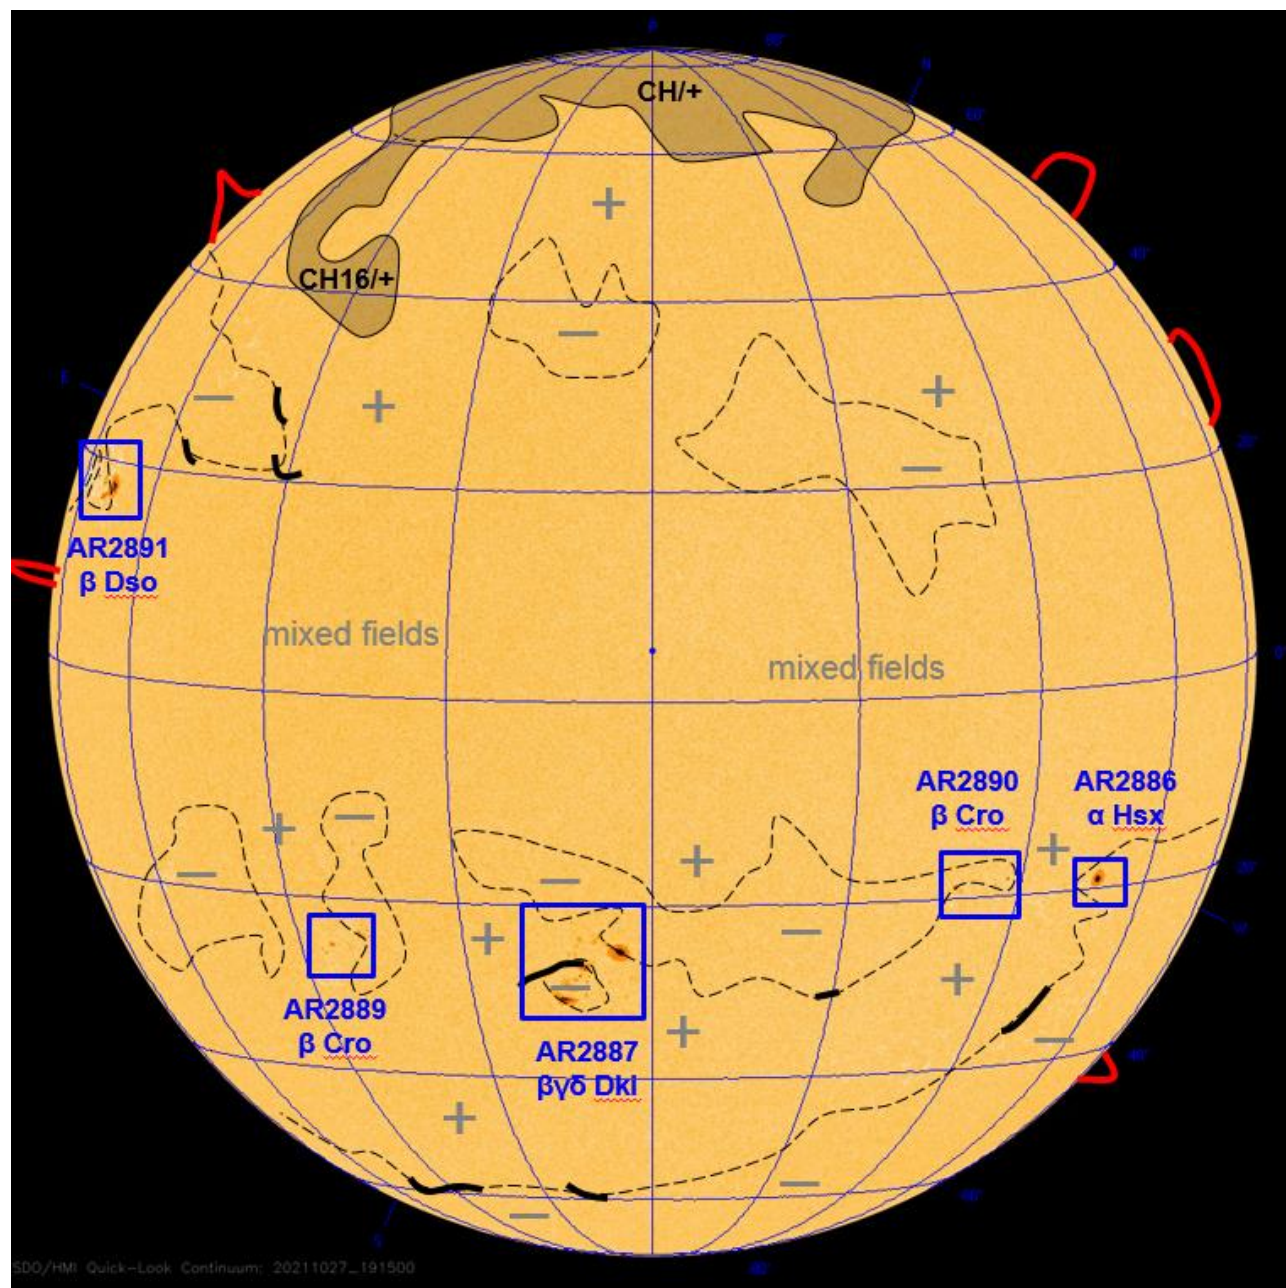 CH/+
CH16/+
AR2891
β Dso
mixed fields
mixed fields
AR2890
β Cro
AR2886
α Hsx
AR2889
β Cro
AR2887
βγδ Dki
SDO/HMI Quick-Look Continuum: 20211027_191500